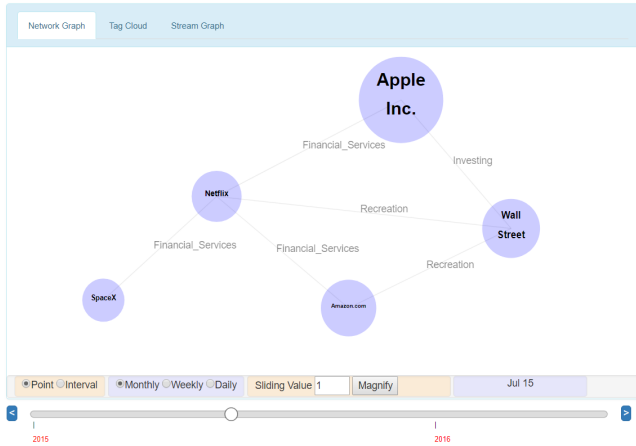 Network Graph Tag Cloud Stream Graph
Apple
Inc.
Financial_Services
Investing
Netflix
Recreation
Wall
Street
Financial_Services
Financial_Services
Recreation
SpaceX
Amazon.com
Point Interval Monthly Weekly Daily Sliding Value 1 Magnify Jul 15
< >
2015 2016